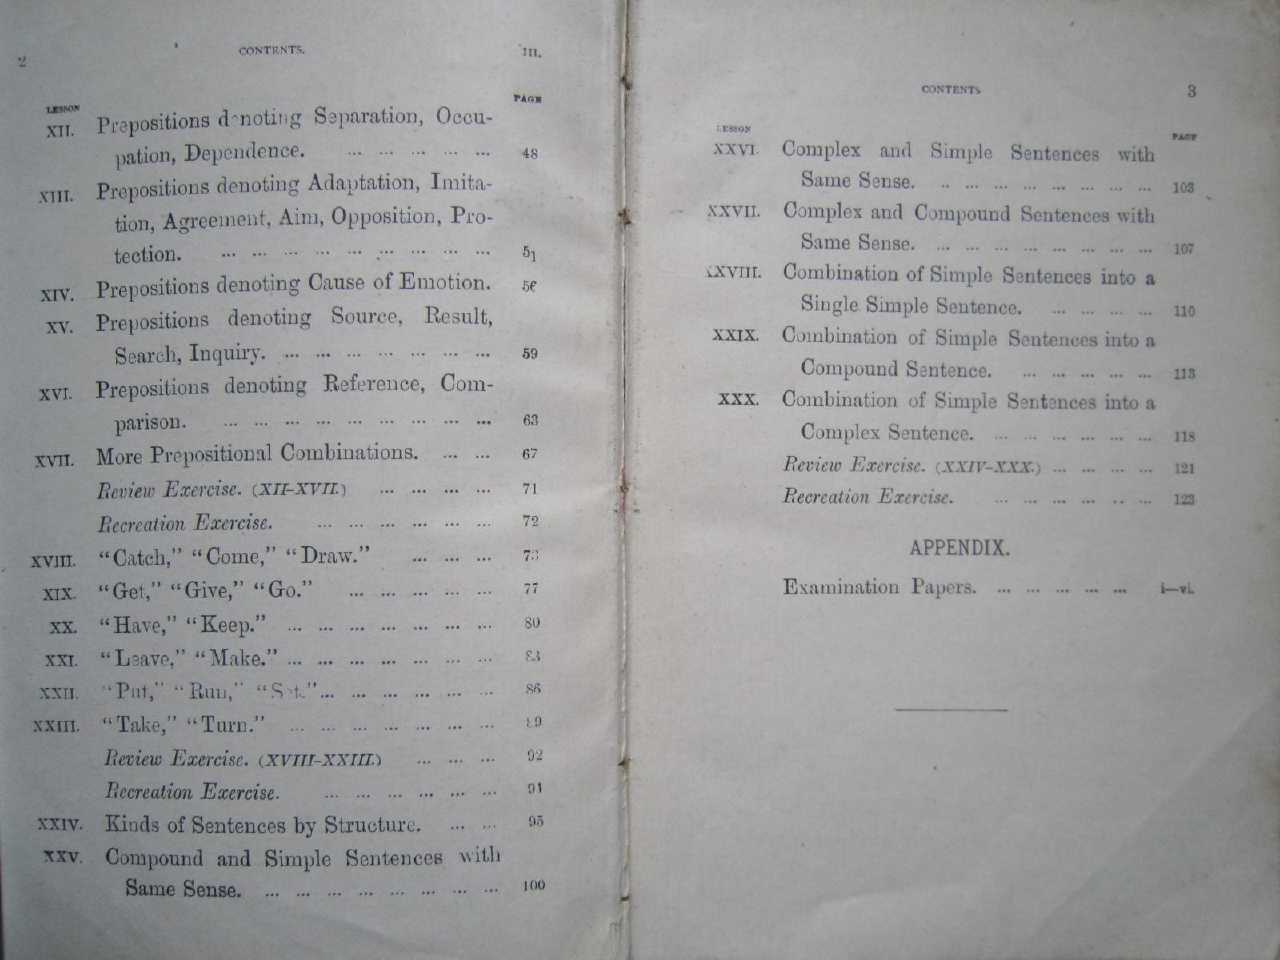 2 CONTENTS. III.
LESSON PAGE
XII. Prepositions denoting Separation, Occu-
pation, Dependence. ... ... ... ... ... 48
XIII. Prepositions denoting Adaptation, Imita-
tion, Agreement, Aim, Opposition, Pro-
tection. ... ... ... ... ... ... ... ... ... 51
XIV. Prepositions denoting Cause of Emotion. 56
XV. Prepositions denoting Source, Result,
Search, Inquiry. ... ... ... ... ... ... ... 59
XVI. Prepositions denoting Reference, Com-
parison. ... ... ... ... ... ... ... ... ... 63
XVII. More Prepositional Combinations. ... ... 67
Review Exercise. (XII–XVII.) ... ... ... ... 71
Recreation Exercise. ... ... ... ... ... ... 72
XVIII. “Catch,” “Come,” “Draw.” ... ... ... 73
XIX. “Get,” “Give,” “Go.” ... ... ... ... ... 77
XX. “Have,” “Keep.” ... ... ... ... ... ... ... 80
XXI. “Leave,” “Make.” ... ... ... ... ... ... ... 83
XXII. “Put,” “Run,” “Set.” ... ... ... ... ... ... 86
XXIII. “Take,” “Turn.” ... ... ... ... ... ... ... 89
Review Exercise. (XVIII–XXIII.) ... ... ... 92
Recreation Exercise. ... ... ... ... ... ... 94
XXIV. Kinds of Sentences by Structure. ... ... 95
XXV. Compound and Simple Sentences with
Same Sense. ... ... ... ... ... ... ... ... 100
CONTENTS 3
LESSON PAGE
XXVI. Complex and Simple Sentences with
Same Sense. ... ... ... ... ... ... ... ... 103
XXVII. Complex and Compound Sentences with
Same Sense. ... ... ... ... ... ... ... ... 107
XXVIII. Combination of Simple Sentences into a
Single Simple Sentence. ... ... ... ... 110
XXIX. Combination of Simple Sentences into a
Compound Sentence. ... ... ... ... ... 113
XXX. Combination of Simple Sentences into a
Complex Sentence. ... ... ... ... ... ... 118
Review Exercise. (XXIV–XXX.) ... ... ... ... 121
Recreation Exercise. ... ... ... ... ... ... 123
APPENDIX.
Examination Papers. ... ... ... ... ... i—vi.